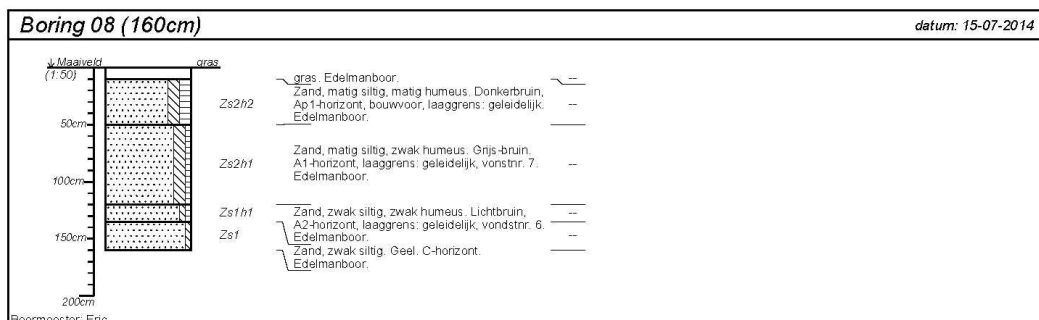 Boring 08 (160cm)
datum: 15-07-2014
Maaiveld
gras
(1:50)
gras. Edelmanboor.
--
Zand, matig siltig, matig humeus. Donkerbruin,
Zs2h2
Ap1-horizont, bouwvoor, laaggrens: geleidelijk.
--
Edelmanboor.
50cm
Zand, matig siltig, zwak humeus. Grijs-bruin.
Zs2h1
A1-horizont, laaggrens: geleidelijk, vonstnr. 7.
--
Edelmanboor.
100cm
Zs1h1
Zand, zwak siltig, zwak humeus. Lichtbruin,
--
A2-horizont, laaggrens: geleidelijk, vondstnr. 6.
Zs1
Edelmanboor.
--
150cm
Zand, zwak siltig. Geel. C-horizont.
Edelmanboor.
200cm
Boormeester: Eric